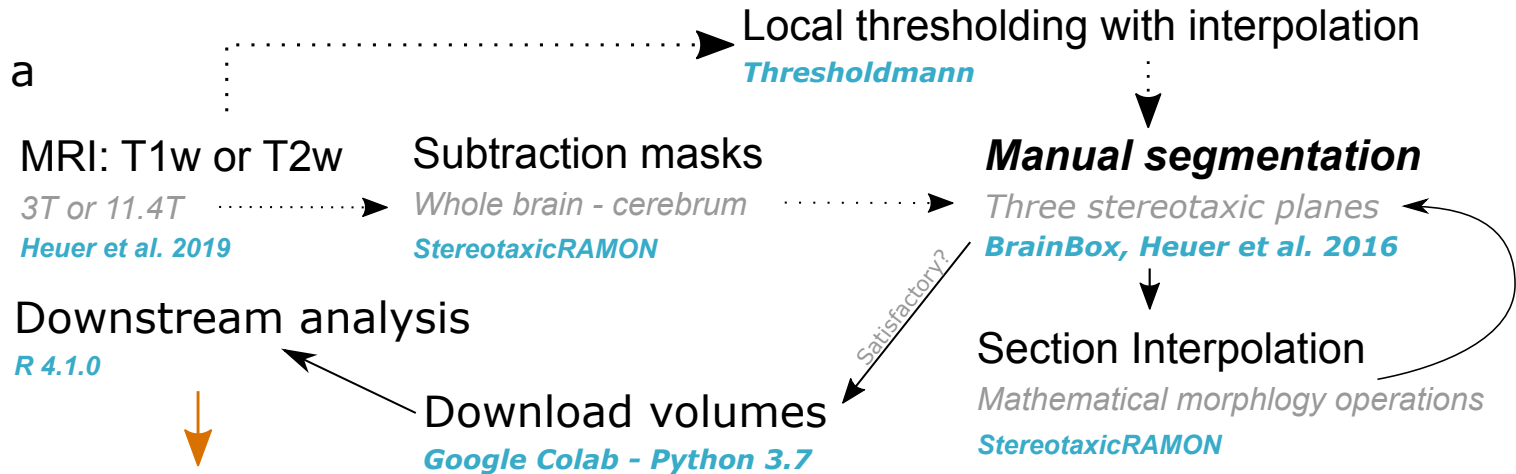 a
Local thresholding with interpolation
Thresholdmann
MRI: T1w or T2w
3T or 11.4T
Heuer et al. 2019
Subtraction masks
Whole brain - cerebrum
StereotaxicRAMON
Manual segmentation
Three stereotaxic planes
BrainBox, Heuer et al. 2016
Satisfactory?
Section Interpolation
Mathematical morphlogy operations
StereotaxicRAMON
Download volumes
Google Colab - Python 3.7
Downstream analysis
R 4.1.0